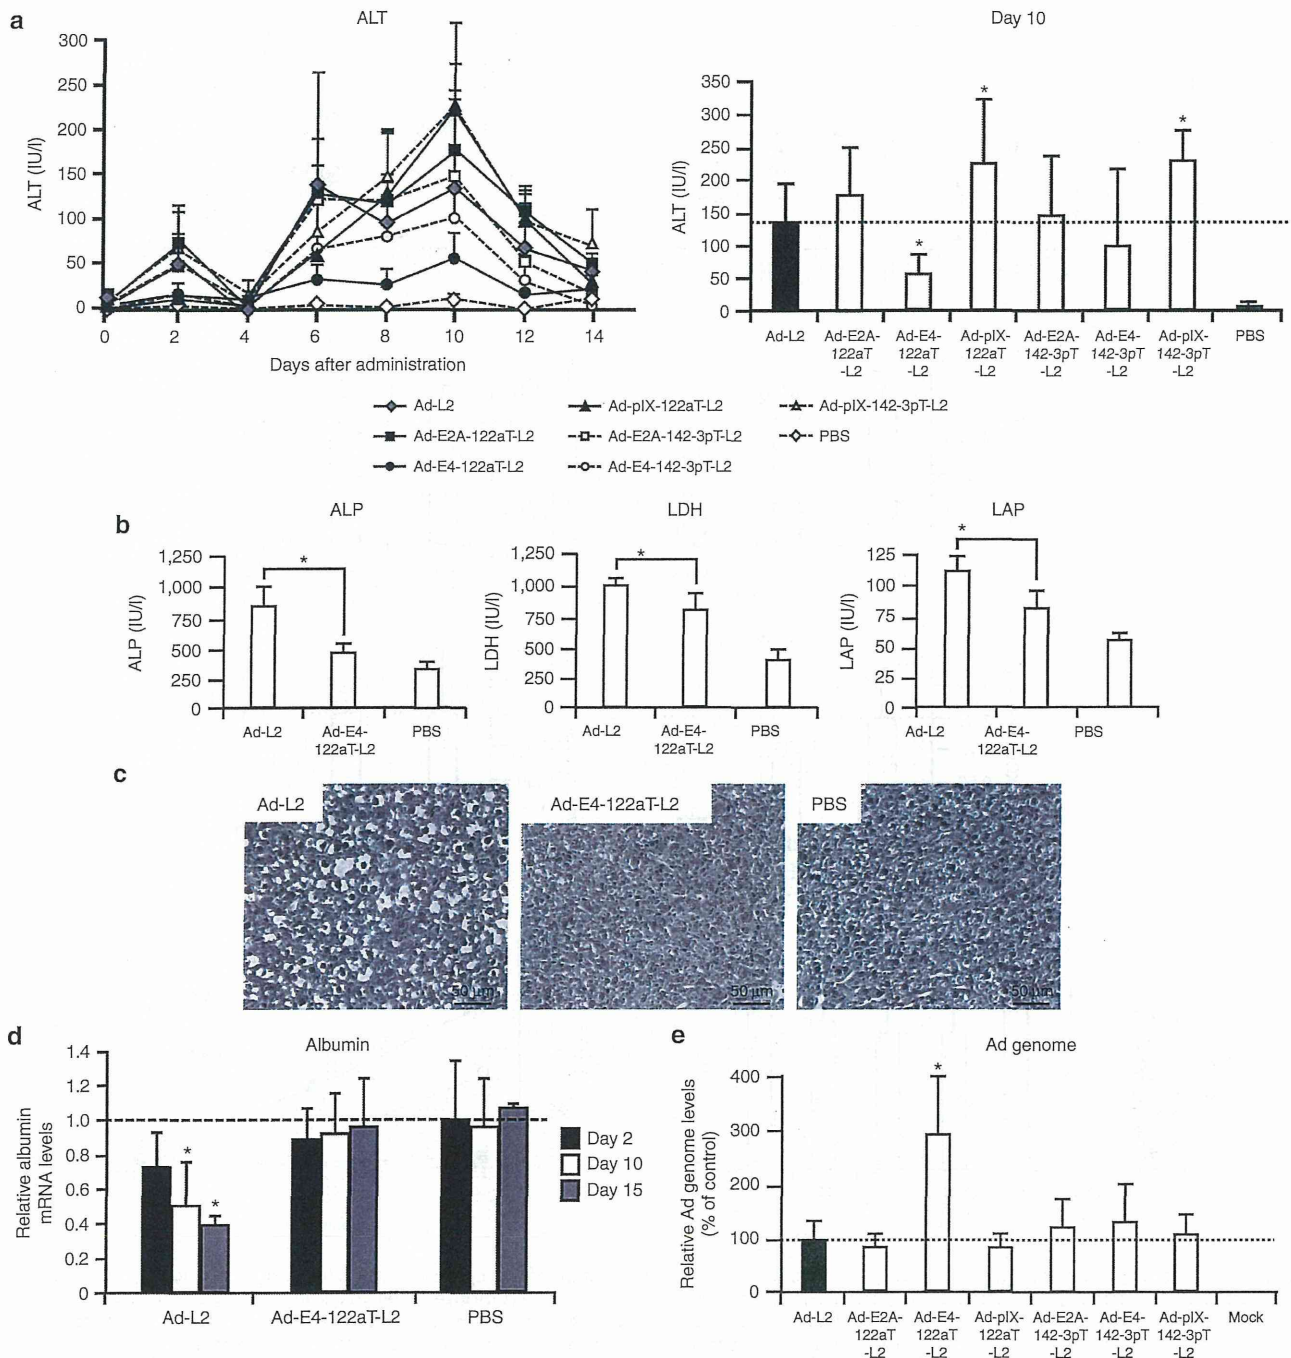 a
ALT
300
250
200
150
100
50
0
ALT (IU/l)
0 2 4 6 8 10 12 14
Days after administration
Day 10
350
300
250
200
150
100
50
0
ALT (IU/l)
* * *
Ad-L2
Ad-E2A-
122aT
-L2
Ad-E4-
122aT
-L2
Ad-pIX-
122aT
-L2
Ad-E2A-
142-3pT
-L2
Ad-E4-
142-3pT
-L2
Ad-pIX-
142-3pT
-L2
PBS
Ad-L2
Ad-E2A-122aT-L2
Ad-E4-122aT-L2
Ad-pIX-122aT-L2
Ad-E2A-142-3pT-L2
Ad-E4-142-3pT-L2
Ad-pIX-142-3pT-L2
PBS
b
ALP
1,250
1,000
750
500
250
0
ALP (IU/l)
*
Ad-L2
Ad-E4-
122aT-L2
PBS
LDH
1,250
1,000
750
500
250
0
LDH (IU/l)
*
Ad-L2
Ad-E4-
122aT-L2
PBS
LAP
125
100
75
50
25
0
LAP (IU/l)
*
Ad-L2
Ad-E4-
122aT-L2
PBS
c
Ad-L2
50 µm
Ad-E4-122aT-L2
50 µm
PBS
50 µm
d
Albumin
1.4
1.2
1.0
0.8
0.6
0.4
0.2
0
Relative albumin
mRNA levels
* *
Ad-L2
Ad-E4-122aT-L2
PBS
Day 2
Day 10
Day 15
e
Ad genome
400
300
200
100
0
Relative Ad genome levels
(% of control)
*
Ad-L2
Ad-E2A-
122aT
-L2
Ad-E4-
122aT
-L2
Ad-pIX-
122aT
-L2
Ad-E2A-
142-3pT
-L2
Ad-E4-
142-3pT
-L2
Ad-pIX-
142-3pT
-L2
Mock